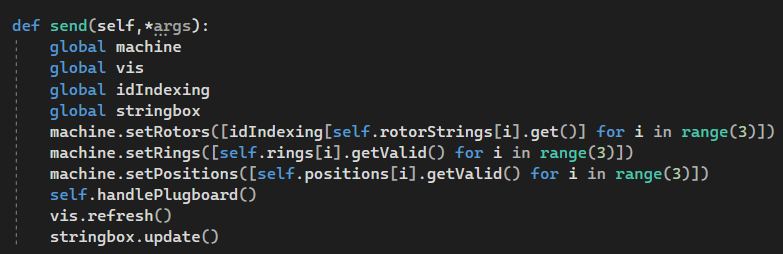 def send(self,*args):
    global machine
    global vis
    global idIndexing
    global stringbox
    machine.setRotors([idIndexing[self.rotorStrings[i].get()] for i in range(3)])
    machine.setRings([self.rings[i].getValid() for i in range(3)])
    machine.setPositions([self.positions[i].getValid() for i in range(3)])
    self.handlePlugboard()
    vis.refresh()
    stringbox.update()